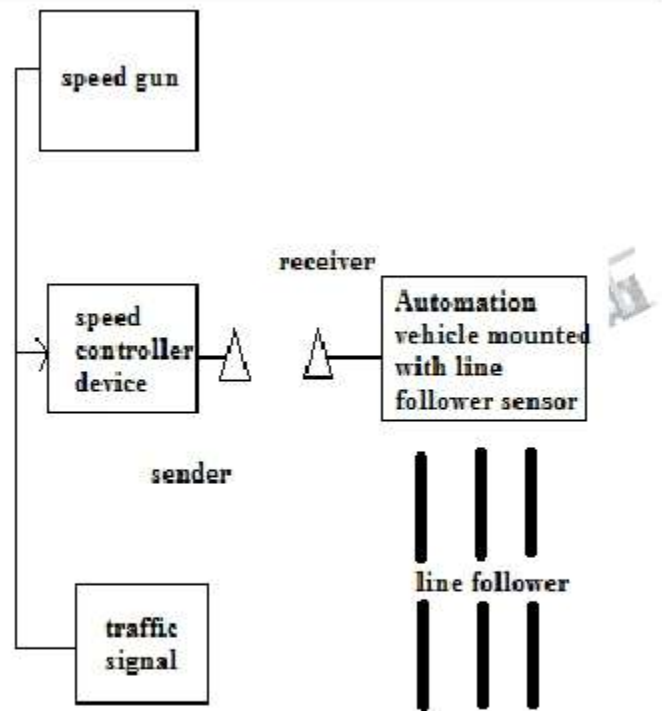 speed gun
receiver
speed
controller
device
Automation
vehicle mounted
with line
follower sensor
sender
line follower
traffic
signal